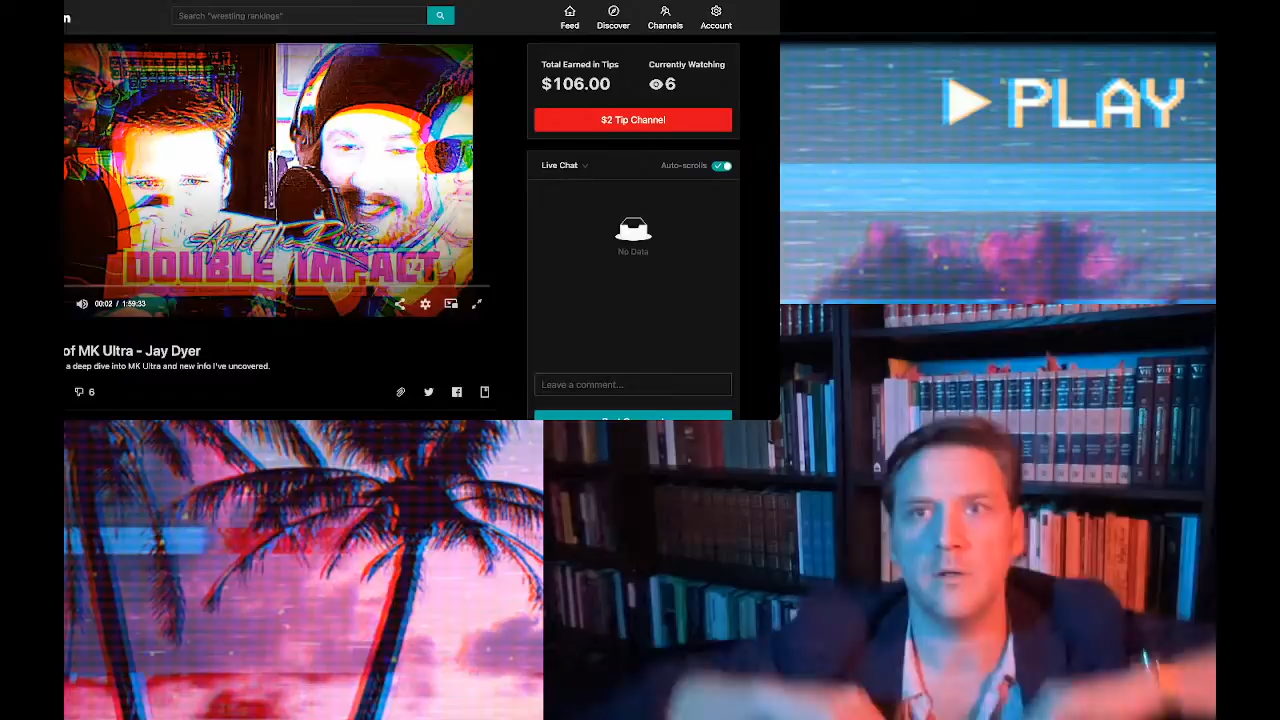 n
Search "wrestling rankings"
Feed
Discover
Channels
Account
Total Earned in Tips
Currently Watching
$106.00
6
$2 Tip Channel
Live Chat
Auto-scrolls
No Data
Leave a comment...
DOUBLE IMPACT
00:02 / 1:59:33
of MK Ultra - Jay Dyer
a deep dive into MK Ultra and new info I've uncovered.
6
PLAY